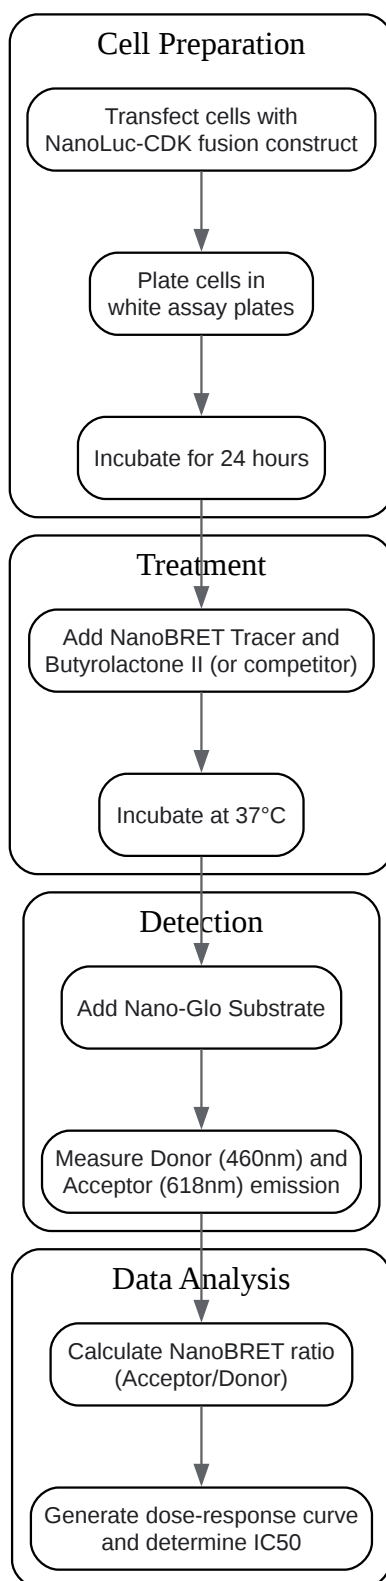 Cell Preparation
Transfect cells with
NanoLuc-CDK fusion construct
Plate cells in
white assay plates
Incubate for 24 hours
Treatment
Add NanoBRET Tracer and
Butyrolactone II (or competitor)
Incubate at 37°C
Detection
Add Nano-Glo Substrate
Measure Donor (460nm) and
Acceptor (618nm) emission
Data Analysis
Calculate NanoBRET ratio
(Acceptor/Donor)
Generate dose-response curve
and determine IC50